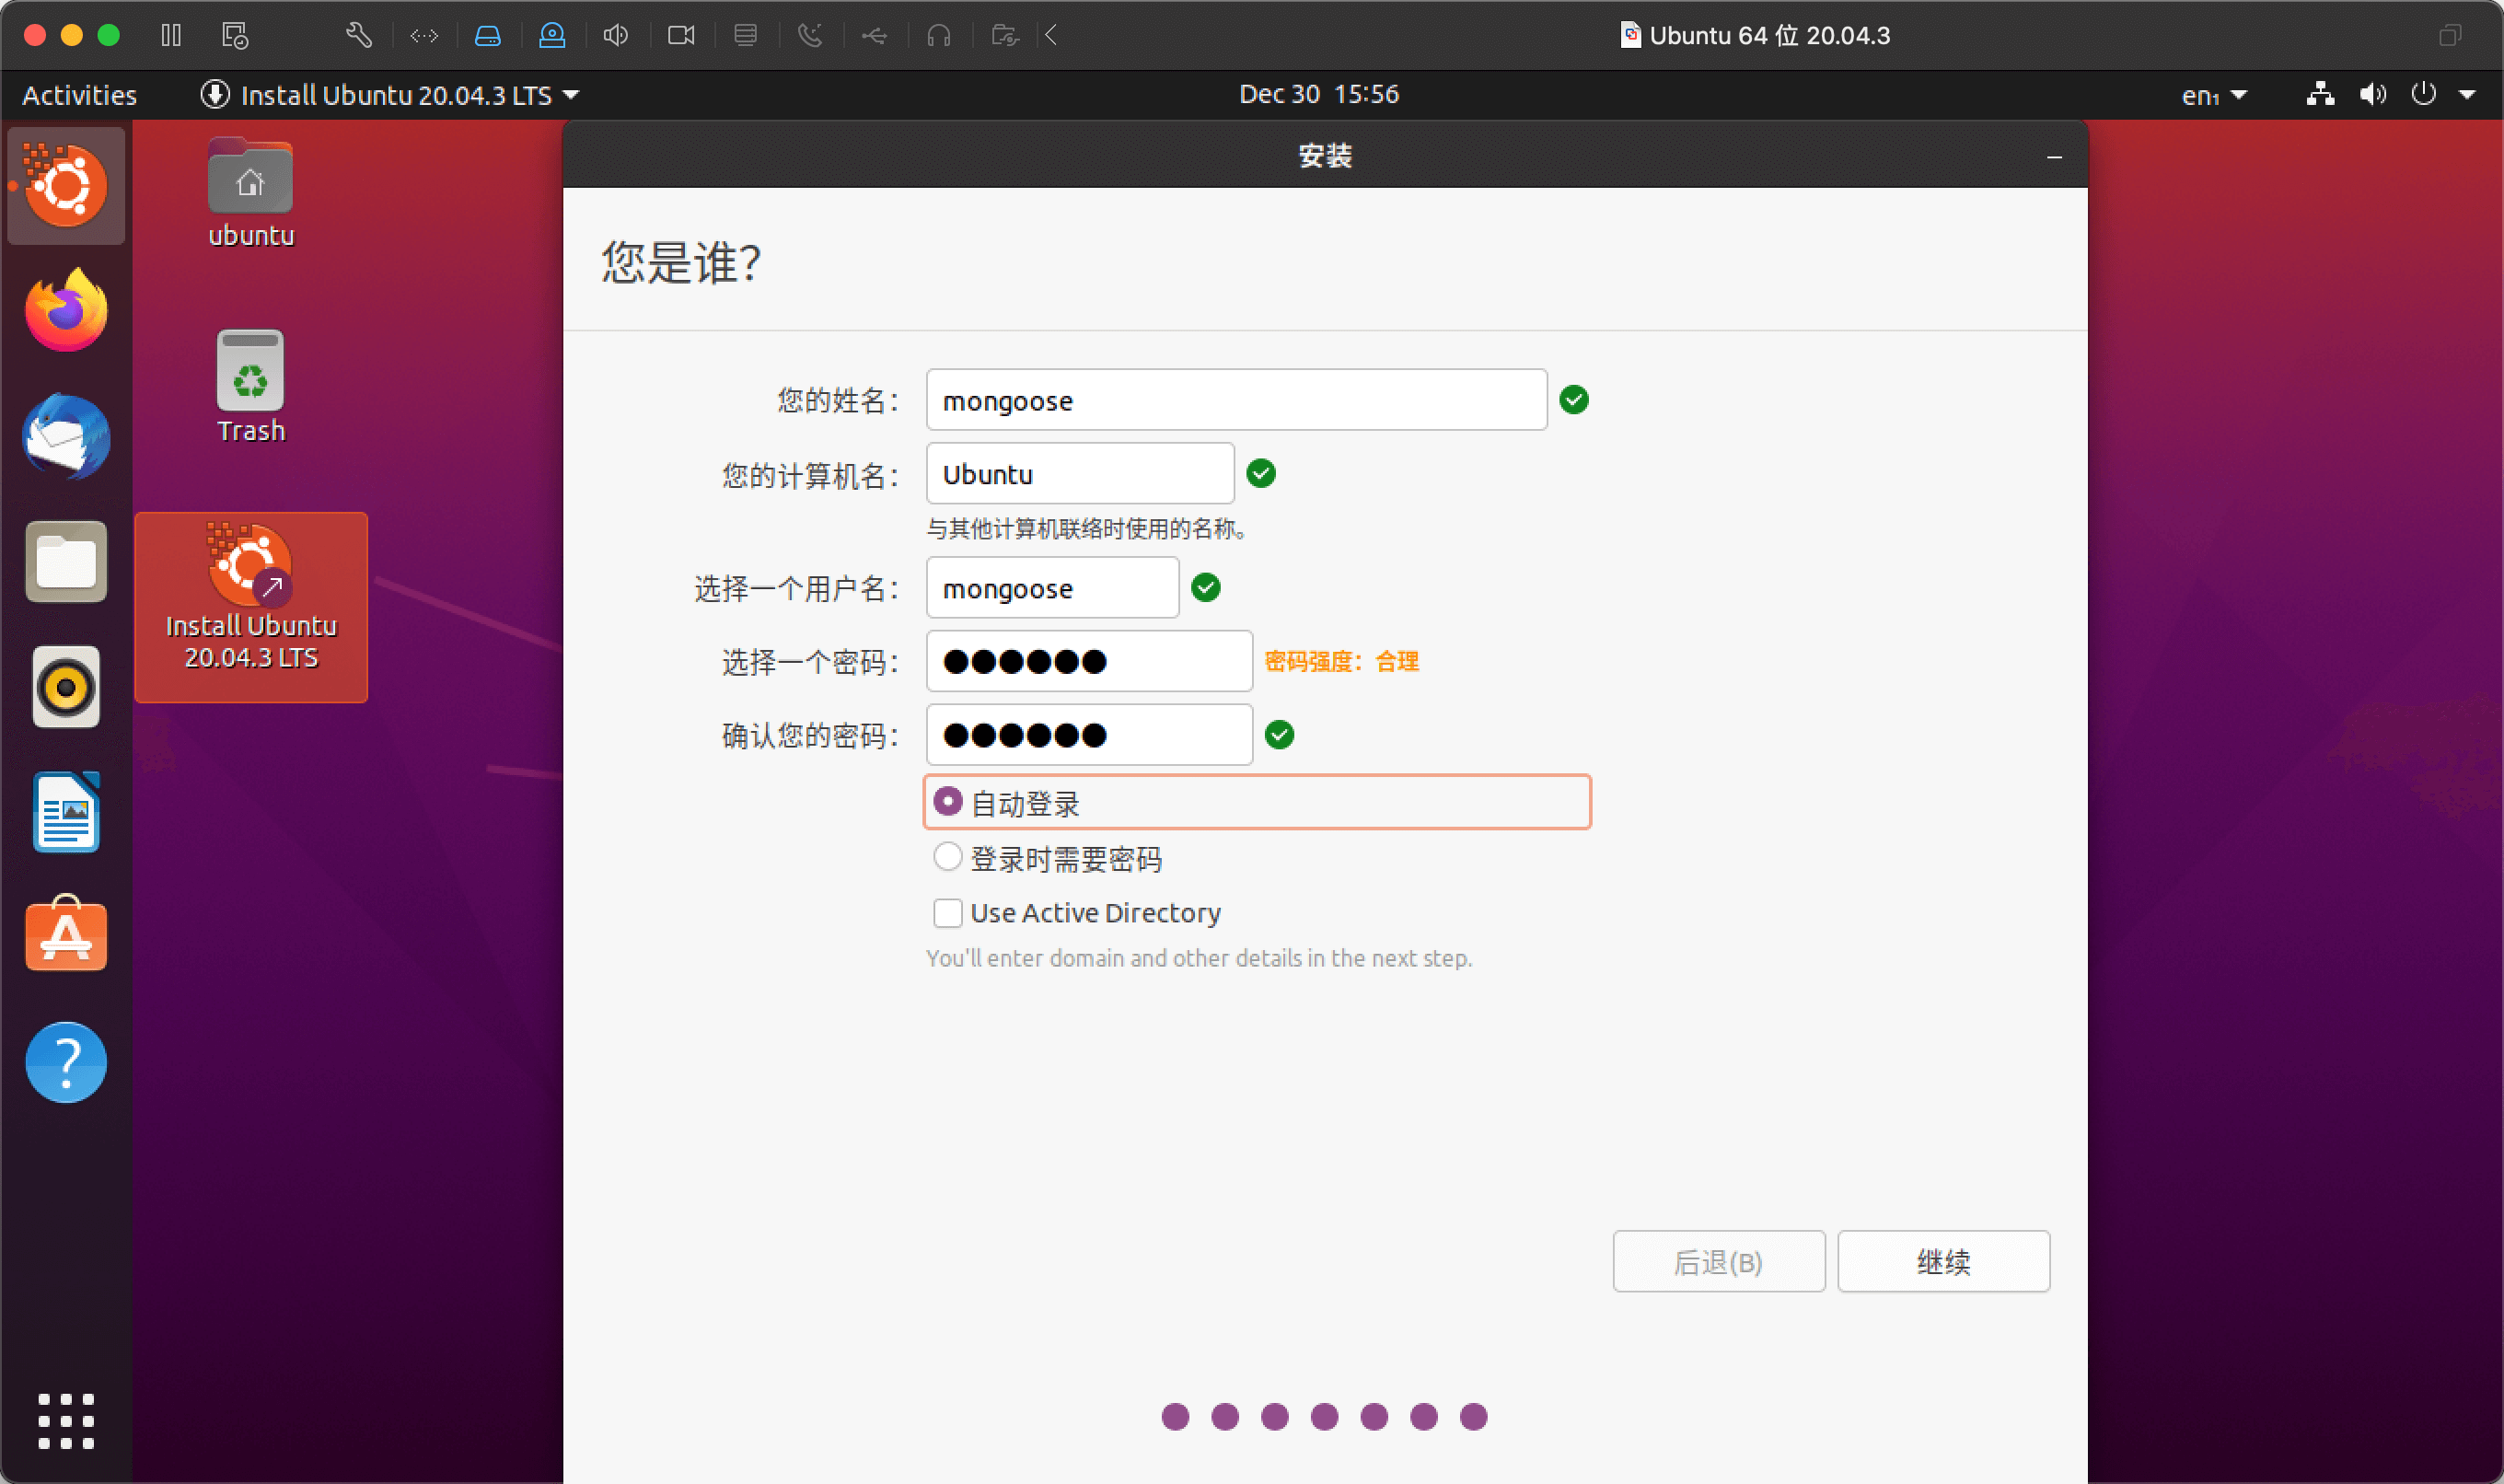 Ubuntu 64 位 20.04.3
Activities
Install Ubuntu 20.04.3 LTS
Dec 30 15:56
en₁
ubuntu
Trash
Install Ubuntu
20.04.3 LTS
安装
您是谁？
您的姓名：
mongoose
您的计算机名：
Ubuntu
与其他计算机联络时使用的名称。
选择一个用户名：
mongoose
选择一个密码：
●●●●●●
密码强度：合理
确认您的密码：
●●●●●●
自动登录
登录时需要密码
Use Active Directory
You'll enter domain and other details in the next step.
后退(B)
继续